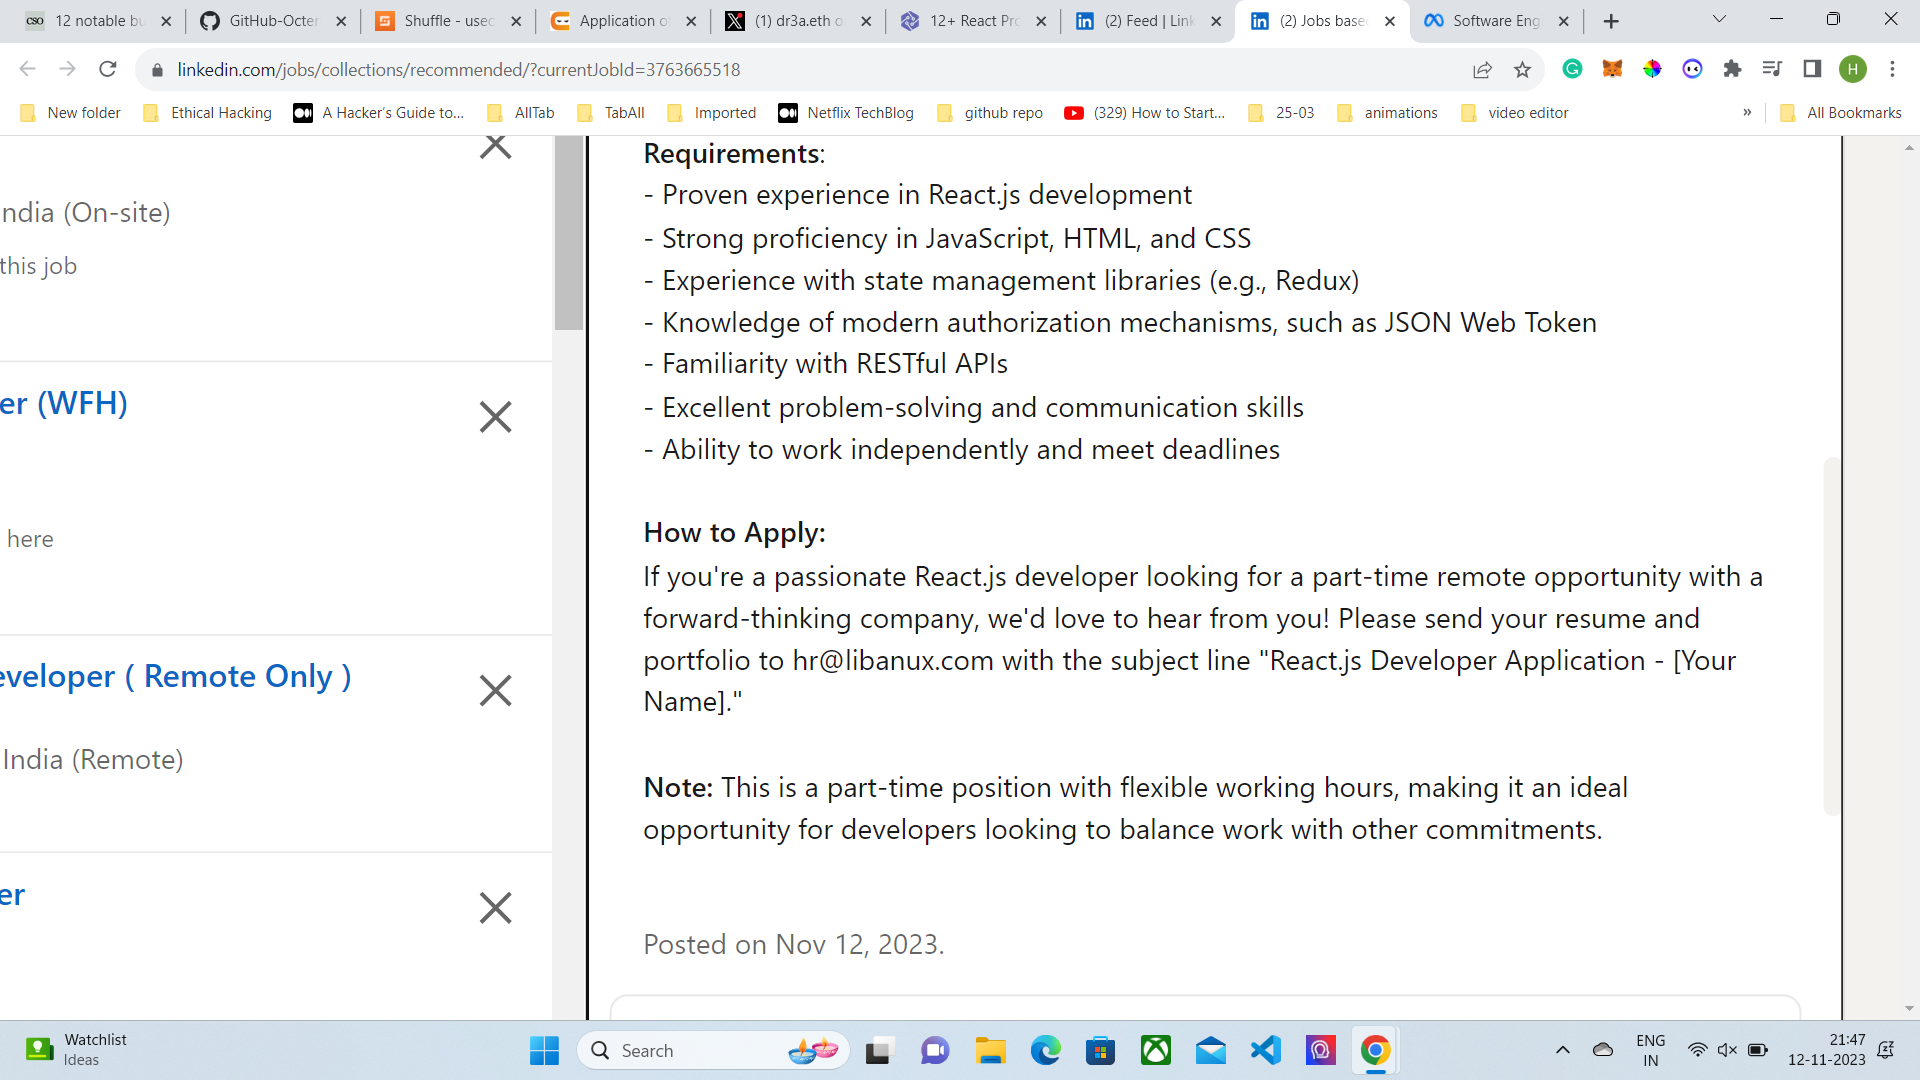 12 notable bu
GitHub-Octer
Shuffle - used
Application o
(1) dr3a.eth o
12+ React Pro
(2) Feed | Link
(2) Jobs base
Software Eng
linkedin.com/jobs/collections/recommended/?currentJobId=3763665518
H
New folder
Ethical Hacking
A Hacker's Guide to...
AllTab
TabAll
Imported
Netflix TechBlog
github repo
(329) How to Start...
25-03
animations
video editor
»
All Bookmarks
ndia (On-site)
this job
er (WFH)
here
eveloper ( Remote Only )
India (Remote)
er
Requirements:
- Proven experience in React.js development
- Strong proficiency in JavaScript, HTML, and CSS
- Experience with state management libraries (e.g., Redux)
- Knowledge of modern authorization mechanisms, such as JSON Web Token
- Familiarity with RESTful APIs
- Excellent problem-solving and communication skills
- Ability to work independently and meet deadlines
How to Apply:
If you're a passionate React.js developer looking for a part-time remote opportunity with a
forward-thinking company, we'd love to hear from you! Please send your resume and
portfolio to hr@libanux.com with the subject line "React.js Developer Application - [Your
Name]."
Note: This is a part-time position with flexible working hours, making it an ideal
opportunity for developers looking to balance work with other commitments.
Posted on Nov 12, 2023.
Watchlist
Ideas
Search
ENG
IN
21:47
12-11-2023